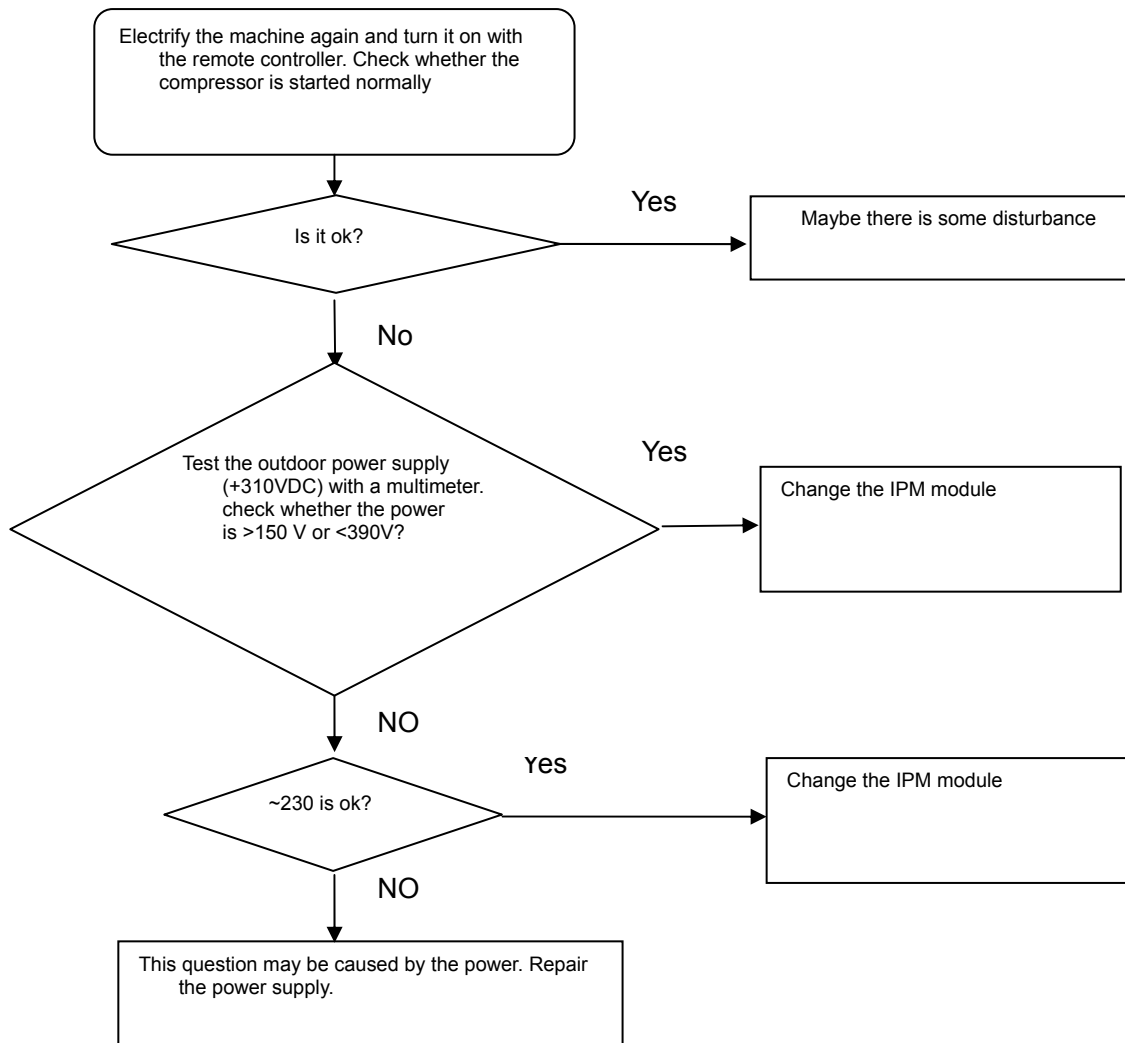 Electrify the machine again and turn it on with
the remote controller. Check whether the
compressor is started normally
Yes
Is it ok?
Maybe there is some disturbance
No
Yes
Test the outdoor power supply
(+310VDC) with a multimeter.
check whether the power
is >150 V or <390V?
Change the IPM module
NO
Yes
~230 is ok?
Change the IPM module
NO
This question may be caused by the power. Repair
the power supply.